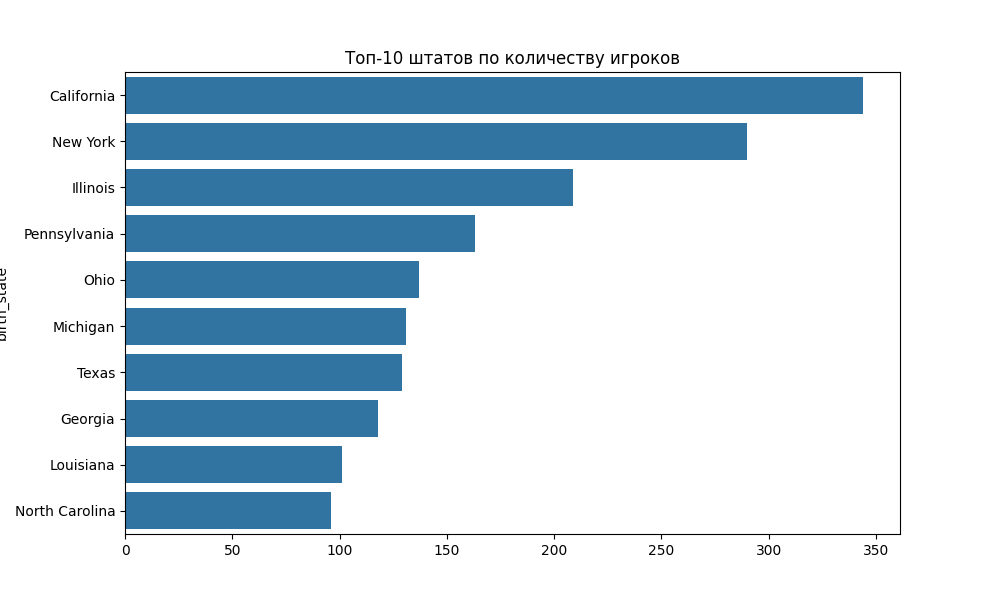 Топ-10 штатов по количеству игроков
birth_state
California
New York
Illinois
Pennsylvania
Ohio
Michigan
Texas
Georgia
Louisiana
North Carolina
0 50 100 150 200 250 300 350